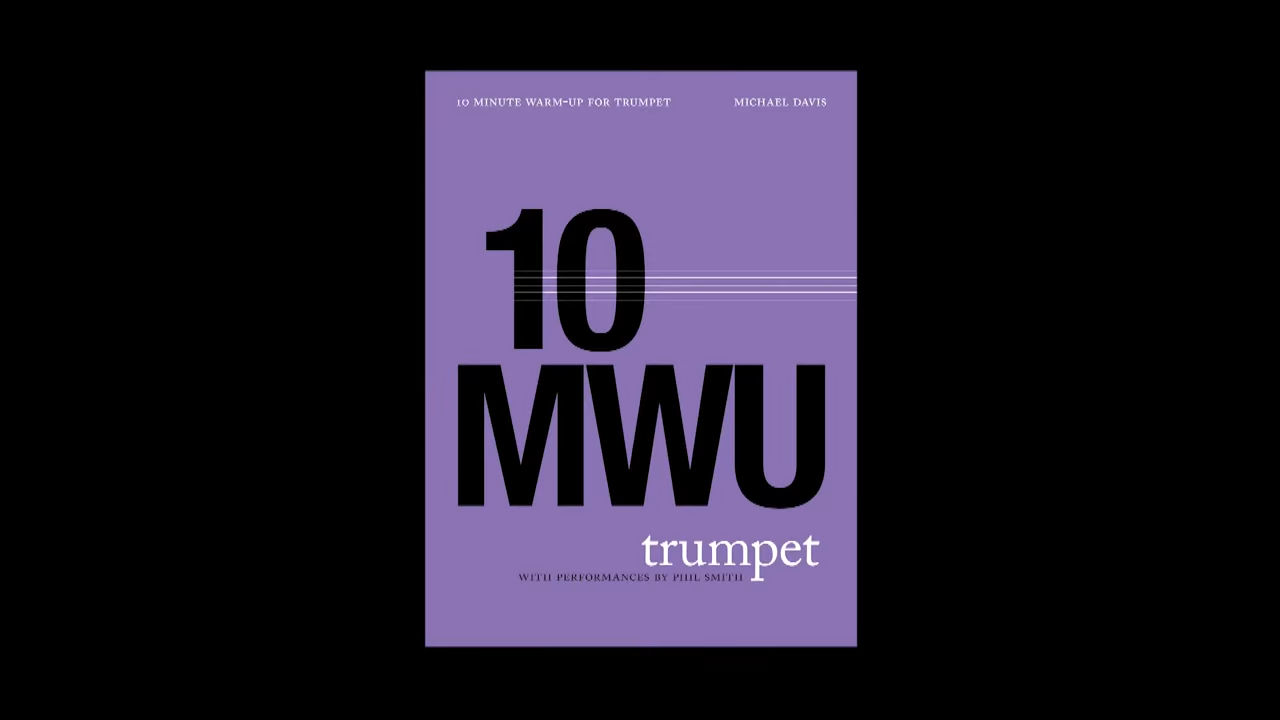 10 MINUTE WARM-UP FOR TRUMPET MICHAEL DAVIS
10
MWU
trumpet
WITH PERFORMANCES BY PHIL SMITH